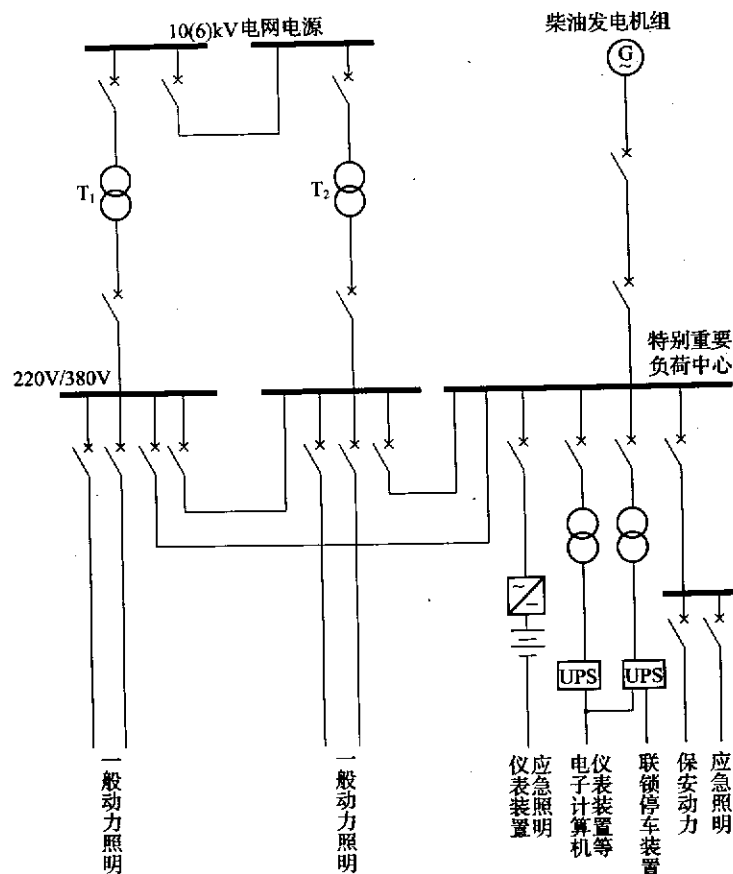 10(6)kV电网电源
柴油发电机组
G
~
T₁
T₂
特别重要
负荷中心
220V/380V
~
UPS
UPS
一般动力照明
一般动力照明
仪表装置
应急照明
电子计算机
仪表装置等
联锁停车装置
保安动力
应急照明